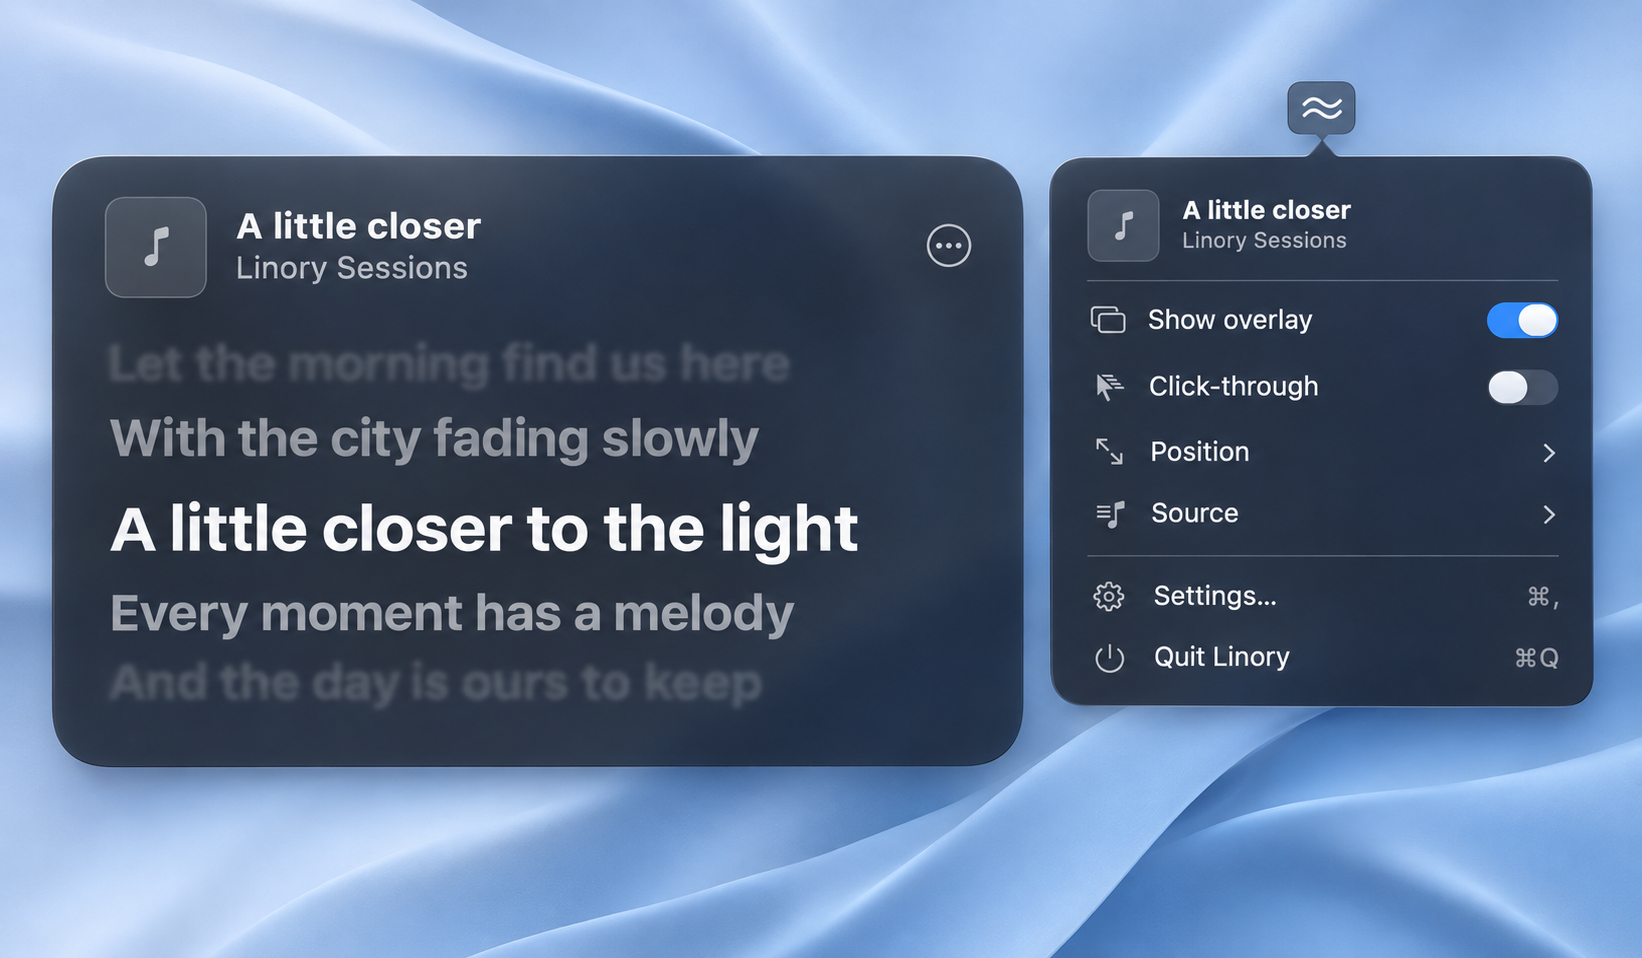 A little closer
Linory Sessions
Let the morning find us here
With the city fading slowly
A little closer to the light
Every moment has a melody
And the day is ours to keep
A little closer
Linory Sessions
Show overlay
Click-through
Position
Source
Settings... ⌘,
Quit Linory ⌘Q